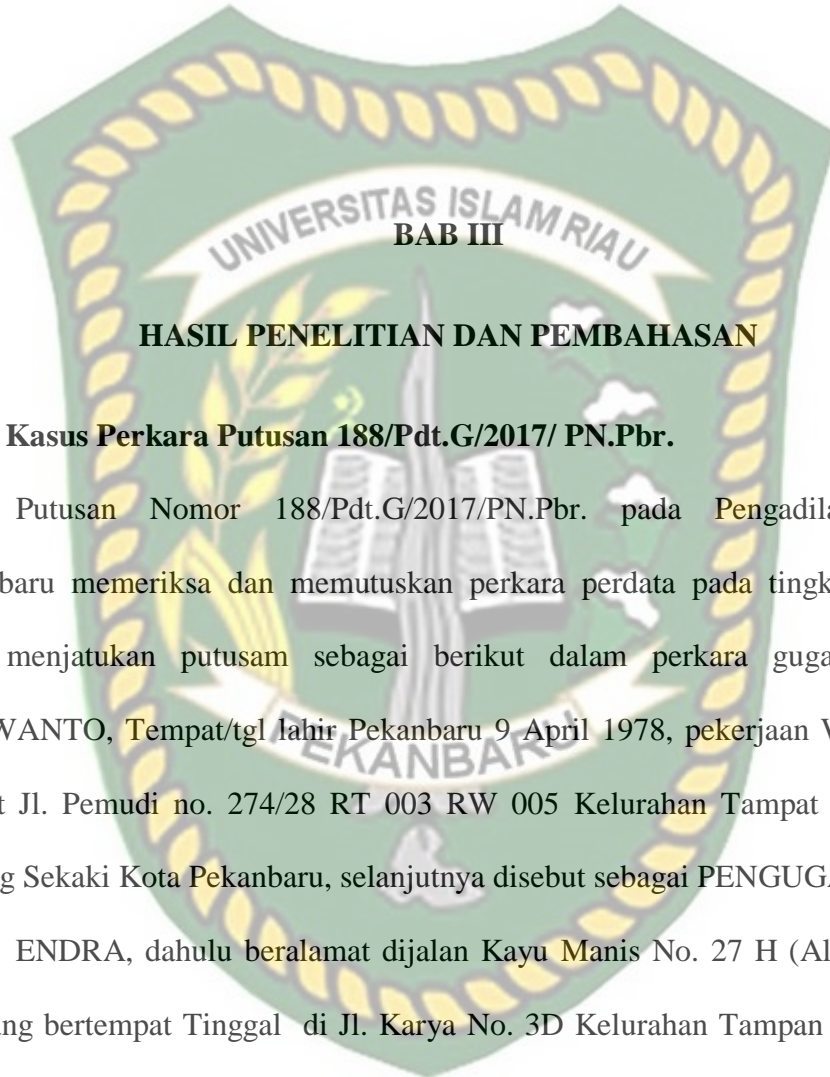 UNIVERSITAS ISLAM RIAU
BAB III
HASIL PENELITIAN DAN PEMBAHASAN
Kasus Perkara Putusan 188/Pdt.G/2017/ PN.Pbr.
Putusan Nomor 188/Pdt.G/2017/PN.Pbr. pada Pengadila
baru memeriksa dan memutuskan perkara perdata pada tingk
menjatukan putusam sebagai berikut dalam perkara guga
WANTO, Tempat/tgl lahir Pekanbaru 9 April 1978, pekerjaan
PEKANBARU
t Jl. Pemudi no. 274/28 RT 003 RW 005 Kelurahan Tampat
g Sekaki Kota Pekanbaru, selanjutnya disebut sebagai PENGUGA
ENDRA, dahulu beralamat dijalan Kayu Manis No. 27 H (Al
ang bertempat Tinggal di Jl. Karya No. 3D Kelurahan Tampan